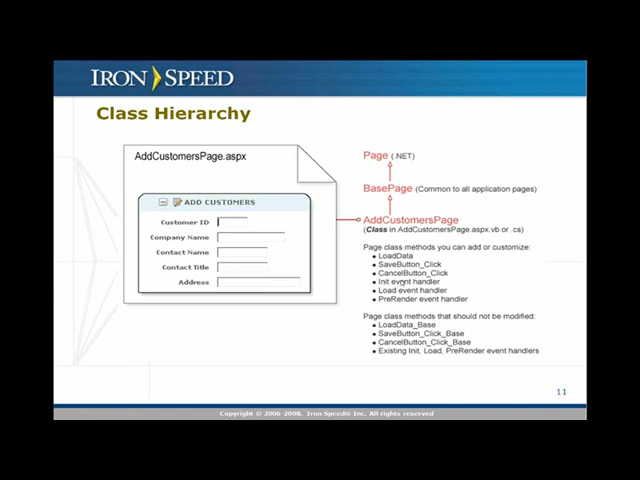 IRON SPEED
Class Hierarchy
AddCustomersPage.aspx
ADD CUSTOMERS
Customer ID
Company Name
Contact Name
Contact Title
Address
Page (.NET)
BasePage (Common to all application pages)
AddCustomersPage
(Class in AddCustomersPage.aspx.vb or .cs)
Page class methods you can add or customize:
• LoadData
• SaveButton_Click
• CancelButton_Click
• Init event handler
• Load event handler
• PreRender event handler
Page class methods that should not be modified:
• LoadData_Base
• SaveButton_Click_Base
• CancelButton_Click_Base
• Existing Init, Load, PreRender event handlers
11
Copyright © 2006-2008. Iron Speed® Inc. All rights reserved